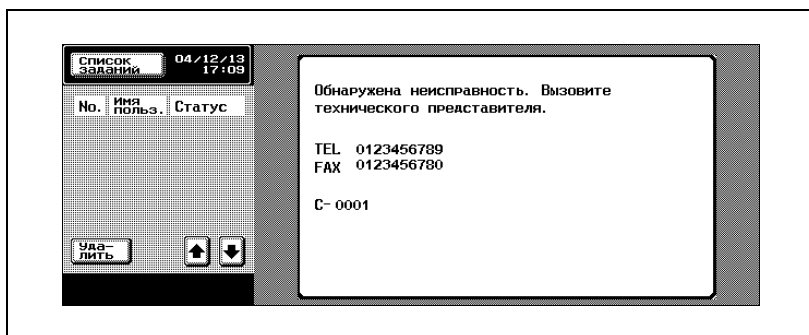 Список
заданий
04/12/13
17:09
No.
Имя
польз.
Статус
Уда-
лить
Обнаружена неисправность. Вызовите
технического представителя.
TEL 0123456789
FAX 0123456780
C-0001